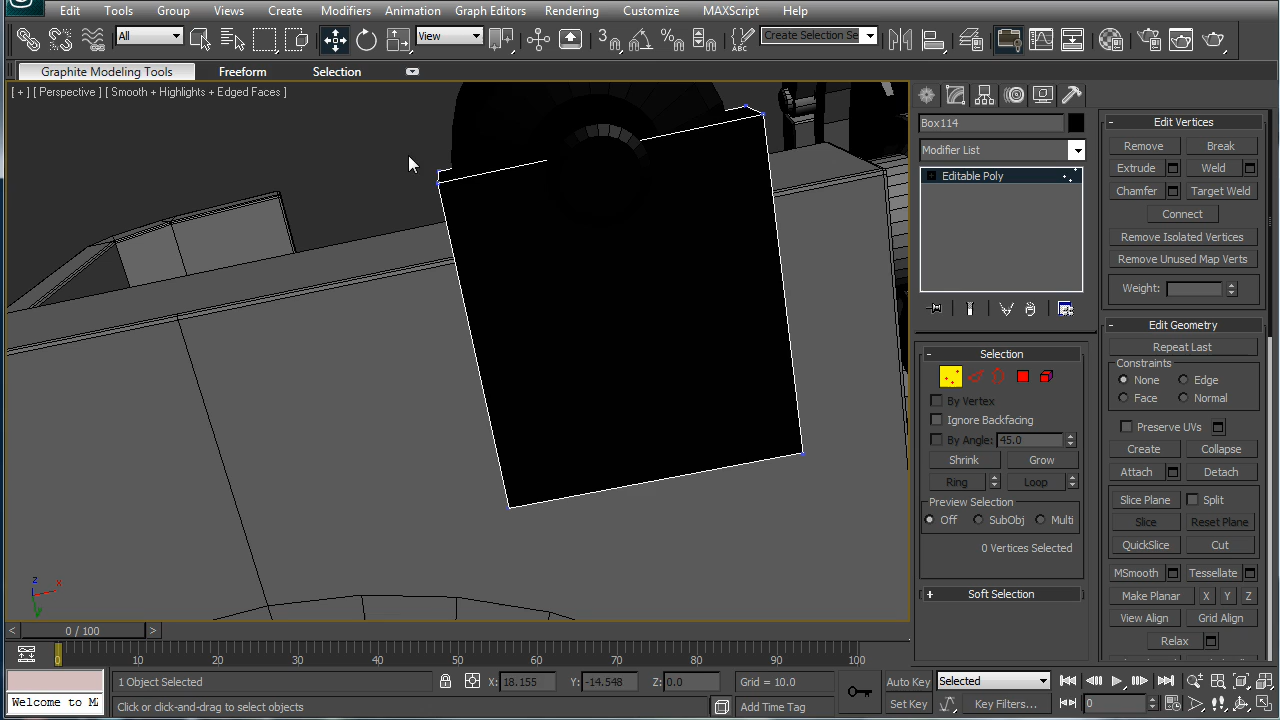 Edit Tools Group Views Create Modifiers Animation Graph Editors Rendering Customize MAXScript Help
All View 3 Create Selection Se
Graphite Modeling Tools Freeform Selection
[ + ] [ Perspective ] [ Smooth + Highlights + Edged Faces ]
z
x
y
Box114
Modifier List
Editable Poly
Selection
By Vertex
Ignore Backfacing
By Angle: 45.0
Shrink Grow
Ring Loop
Preview Selection
Off SubObj Multi
0 Vertices Selected
Soft Selection
Edit Vertices
Remove Break
Extrude Weld
Chamfer Target Weld
Connect
Remove Isolated Vertices
Remove Unused Map Verts
Weight:
Edit Geometry
Repeat Last
Constraints
None Edge
Face Normal
Preserve UVs
Create Collapse
Attach Detach
Slice Plane Split
Slice Reset Plane
QuickSlice Cut
MSmooth Tessellate
Make Planar X Y Z
View Align Grid Align
Relax
< 0 / 100 >
0 10 20 30 40 50 60 70 80 90 100
1 Object Selected X: 18.155 Y: -14.548 Z: 0.0 Grid = 10.0 Auto Key Selected
Welcome to M Click or click-and-drag to select objects Add Time Tag Set Key Key Filters... 0